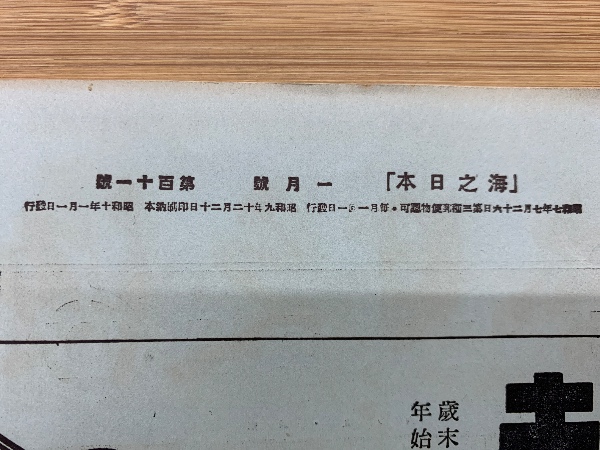 「海之日本」 一月號 第百十一號
昭和七年七月二十六日第三種郵便物認可・每月一回一日發行 昭和九年十二月二十日印刷納本 昭和十年一月一日發行
歲末
年始